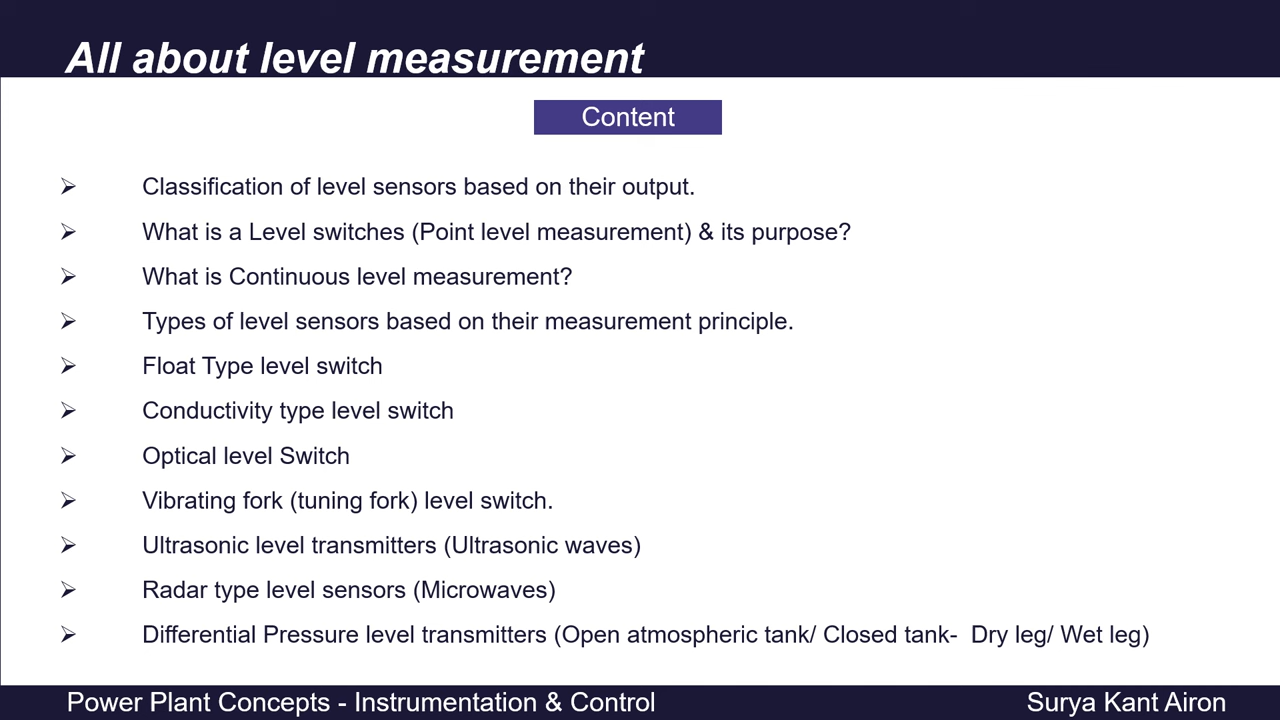 All about level measurement
Content
➢ Classification of level sensors based on their output.
➢ What is a Level switches (Point level measurement) & its purpose?
➢ What is Continuous level measurement?
➢ Types of level sensors based on their measurement principle.
➢ Float Type level switch
➢ Conductivity type level switch
➢ Optical level Switch
➢ Vibrating fork (tuning fork) level switch.
➢ Ultrasonic level transmitters (Ultrasonic waves)
➢ Radar type level sensors (Microwaves)
➢ Differential Pressure level transmitters (Open atmospheric tank/ Closed tank- Dry leg/ Wet leg)
Power Plant Concepts - Instrumentation & Control
Surya Kant Airon